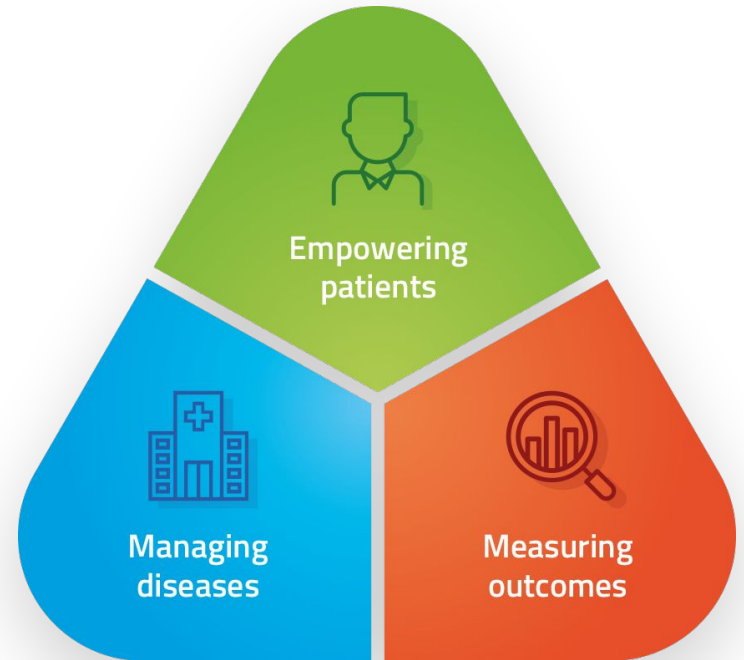 Empowering
patients
Managing
diseases
Measuring
outcomes